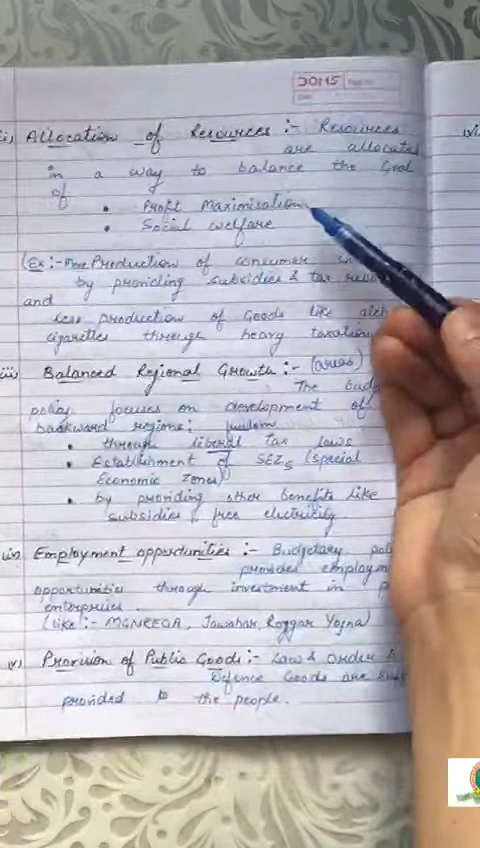 DOMS
Date
ii) Allocation of Resources :- Resources
are allocated
in a way to balance the Goal
of
• Profit Maximisation
• Social welfare
(Ex :- More Production of consumer
by providing subsidies & tax
and
less production of Goods like
cigarettes through heavy taxation
iii) Balanced Regional Growth :- (areas)
The
policy focuses on development of
backward regions;
• through liberal tax laws
• Establishment of SEZs (special
Economic Zones)
• by providing other benefits like
subsidies, free electricity
iv) Employment opportunities :- Budgetary
provides
opportunities through investment in
enterprises.
(like :- MGNREGA, Jawahar, Rozgar Yojna)
(v) Provision of Public Goods :- Law & Order &
Defence Goods are
provided to the people.